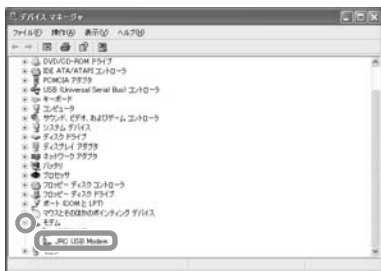 デバイス マネージャ
ファイル(F) 操作(A) 表示(V) ヘルプ(H)
DVD/CD-ROM ドライブ
IDE ATA/ATAPI コントローラ
PCMCIA アダプタ
USB (Universal Serial Bus) コントローラ
キーボード
コンピュータ
サウンド、ビデオ、およびゲーム コントローラ
システム デバイス
ディスク ドライブ
ディスプレイ アダプタ
ネットワーク アダプタ
バッテリ
プロセッサ
フロッピー ディスク コントローラ
フロッピー ディスク ドライブ
ポート (COM と LPT)
マウスとそのほかのポインティング デバイス
モデム
JRC USB Modem